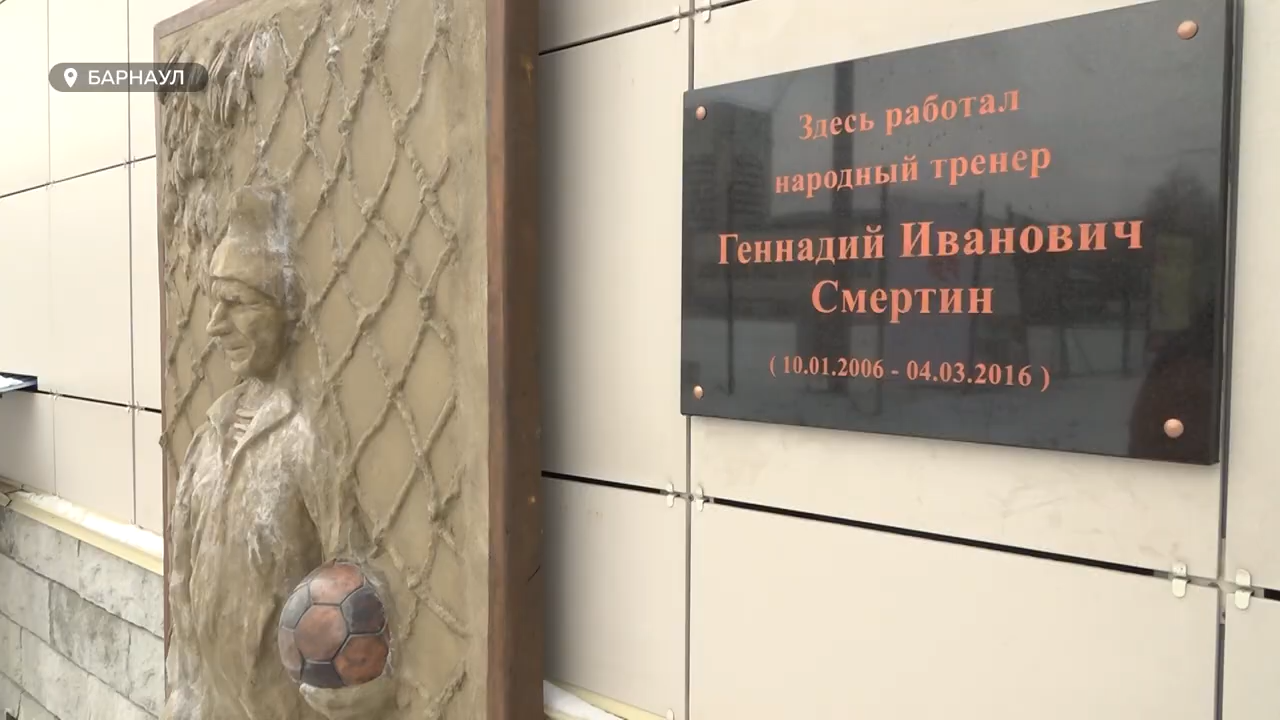 БАРНАУЛ
Здесь работал
народный тренер
Геннадий Иванович
Смертин
( 10.01.2006 - 04.03.2016 )